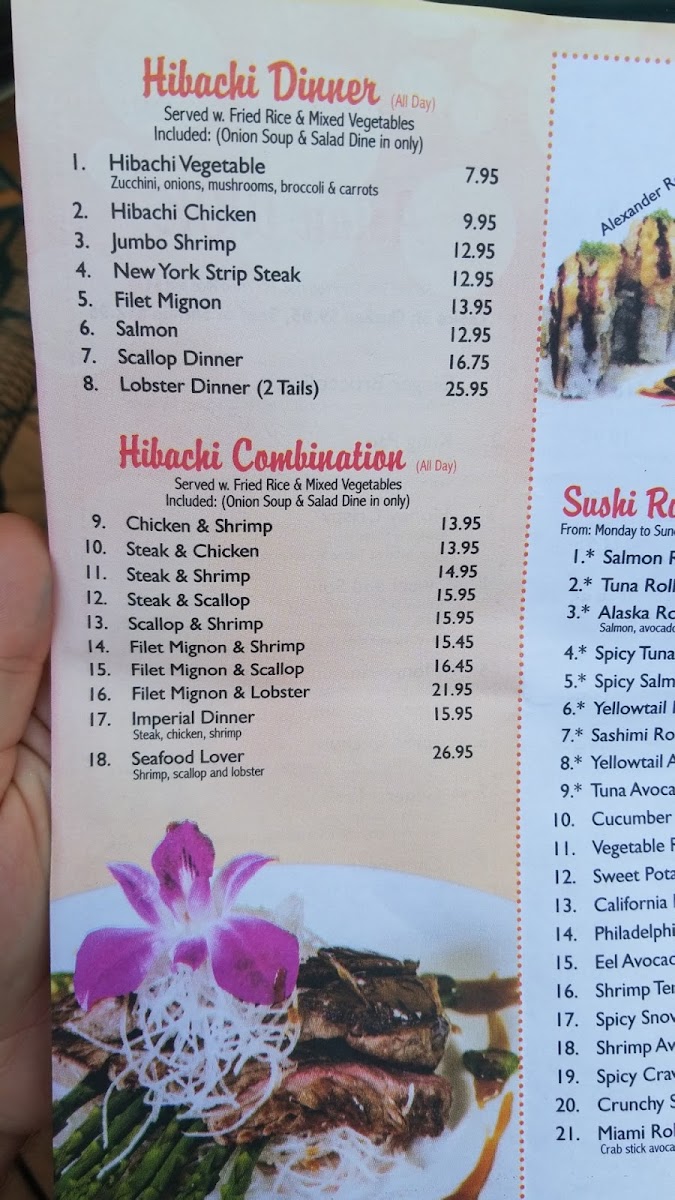 Hibachi Dinner (All Day)
Served w. Fried Rice & Mixed Vegetables
Included: (Onion Soup & Salad Dine in only)
1. Hibachi Vegetable 7.95
Zucchini, onions, mushrooms, broccoli & carrots
2. Hibachi Chicken 9.95
3. Jumbo Shrimp 12.95
4. New York Strip Steak 12.95
5. Filet Mignon 13.95
6. Salmon 12.95
7. Scallop Dinner 16.75
8. Lobster Dinner (2 Tails) 25.95
Hibachi Combination (All Day)
Served w. Fried Rice & Mixed Vegetables
Included: (Onion Soup & Salad Dine in only)
9. Chicken & Shrimp 13.95
10. Steak & Chicken 13.95
11. Steak & Shrimp 14.95
12. Steak & Scallop 15.95
13. Scallop & Shrimp 15.95
14. Filet Mignon & Shrimp 15.45
15. Filet Mignon & Scallop 16.45
16. Filet Mignon & Lobster 21.95
17. Imperial Dinner 15.95
Steak, chicken, shrimp
18. Seafood Lover 26.95
Shrimp, scallop and lobster
Alexander
Sushi
From: Monday to
1.* Salmon
2.* Tuna Roll
3.* Alaska
Salmon,
4.* Spicy Tuna
5.* Spicy
6.* Yellowtail
7.* Sashimi
8.* Yellowtail
9.* Tuna
10. Cucumber
11. Vegetable
12. Sweet
13. California
14.
15. Eel
16. Shrimp
17. Spicy
18. Shrimp
19. Spicy
20. Crunchy
21. Miami
Crab stick